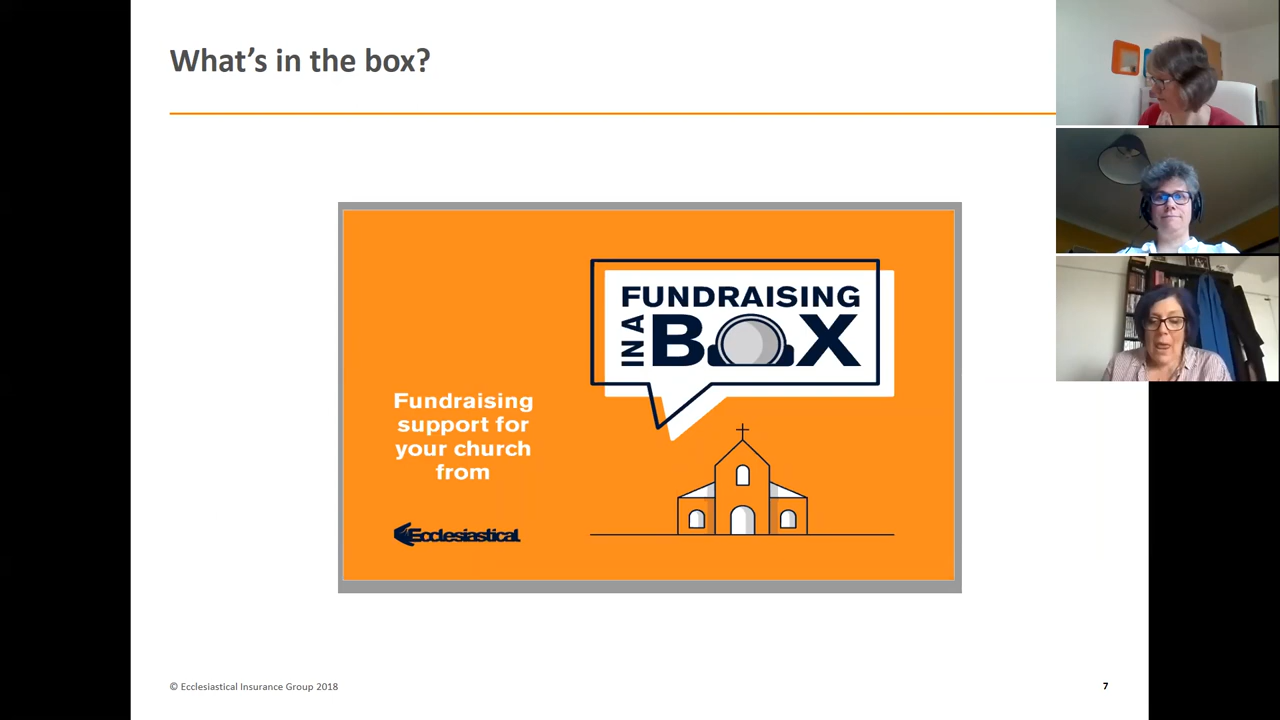 What's in the box?
FUNDRAISING
IN A
BOX
Fundraising
support for
your church
from
Ecclesiastical
© Ecclesiastical Insurance Group 2018
7